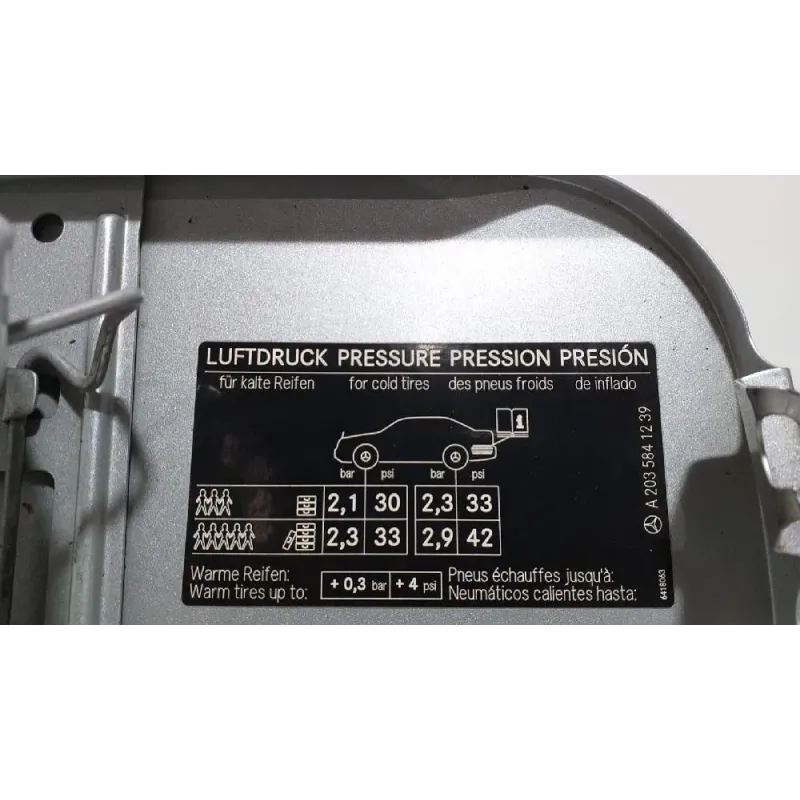 LUFTDRUCK PRESSURE PRESSION PRESIÓN
für kalte Reifen for cold tires des pneus froids de inflado
bar psi bar psi
2,1 30 2,3 33
2,3 33 2,9 42
Warme Reifen:
Warm tires up to:
+ 0,3 bar + 4 psi
Pneus échauffes jusqu'à:
Neumáticos calientes hasta:
A 203 584 12 39
6418063